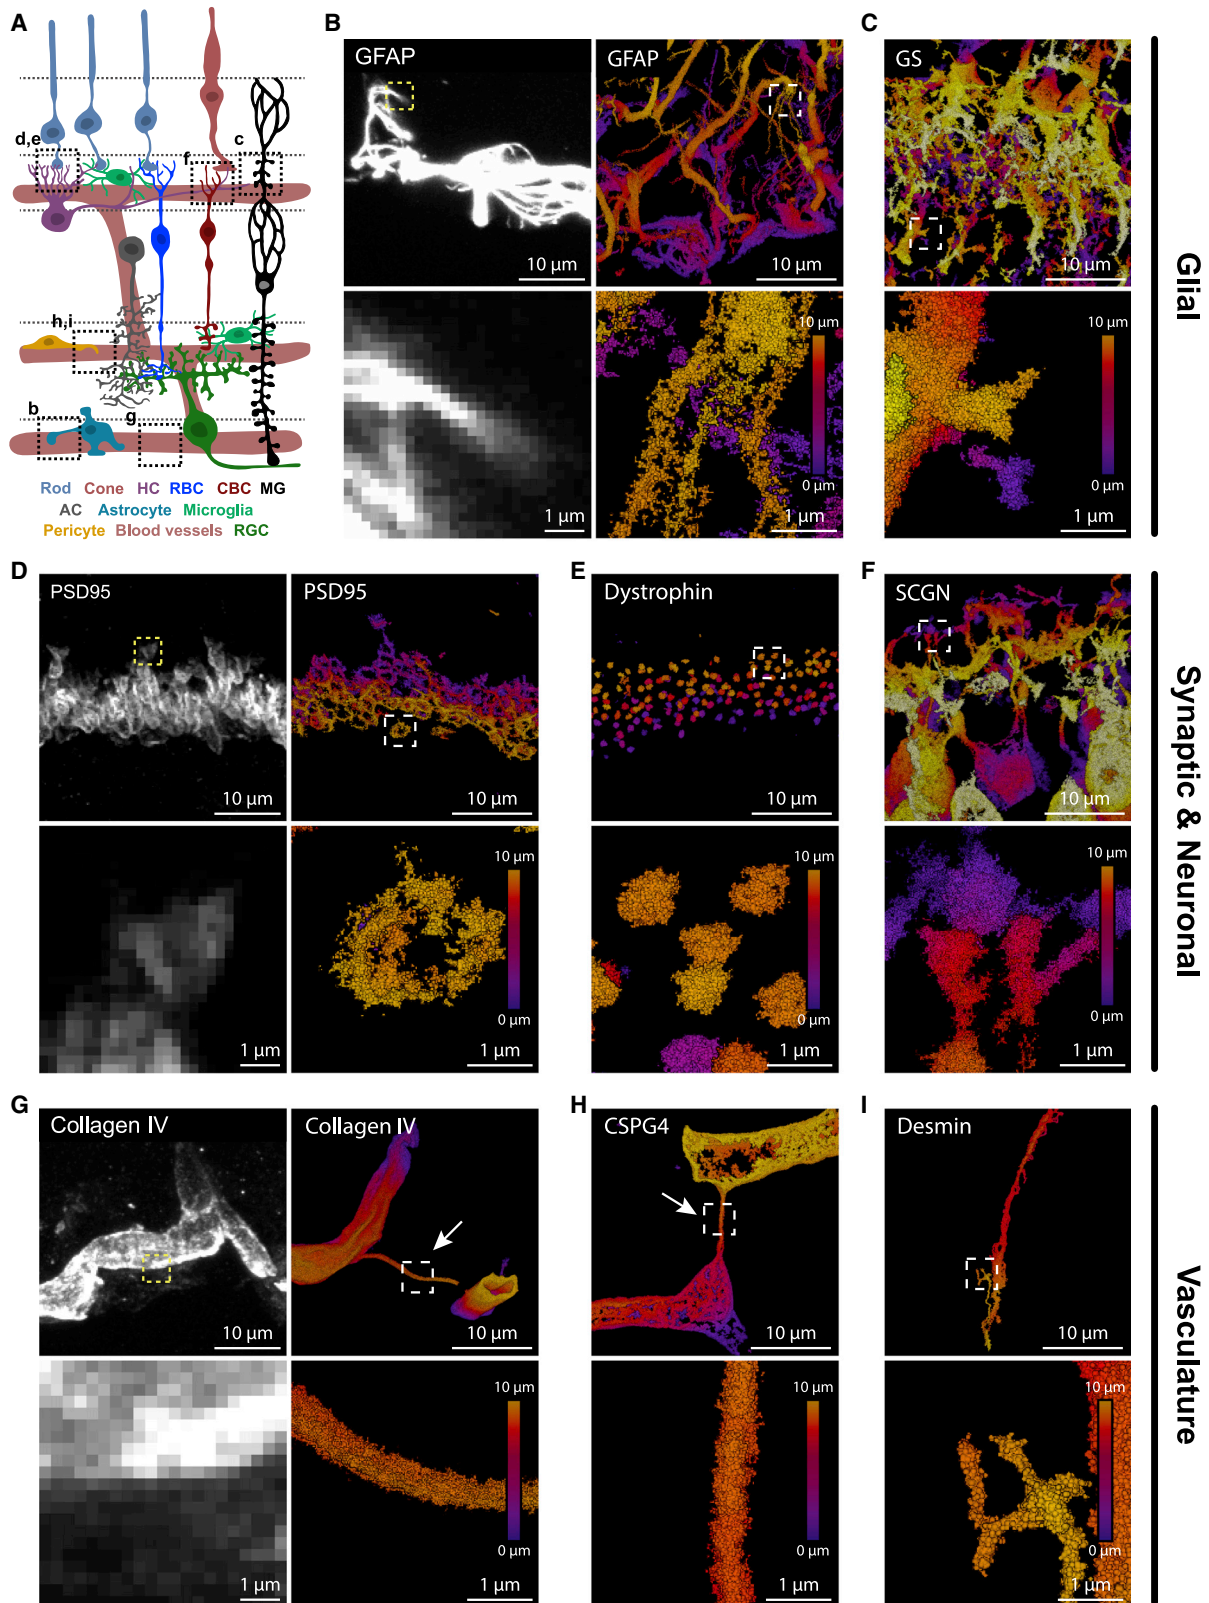 A
d,e
f
c
h,i
b
g
Rod Cone HC RBC CBC MG
AC Astrocyte Microglia
Pericyte Blood vessels RGC
B
GFAP
10 µm
GFAP
10 µm
1 µm
10 µm
0 µm
1 µm
C
GS
10 µm
10 µm
0 µm
1 µm
Glial
D
PSD95
10 µm
PSD95
10 µm
1 µm
10 µm
0 µm
1 µm
E
Dystrophin
10 µm
10 µm
0 µm
1 µm
F
SCGN
10 µm
10 µm
0 µm
1 µm
Synaptic & Neuronal
G
Collagen IV
10 µm
Collagen IV
10 µm
1 µm
10 µm
0 µm
1 µm
H
CSPG4
10 µm
10 µm
0 µm
1 µm
I
Desmin
10 µm
10 µm
0 µm
1 µm
Vasculature